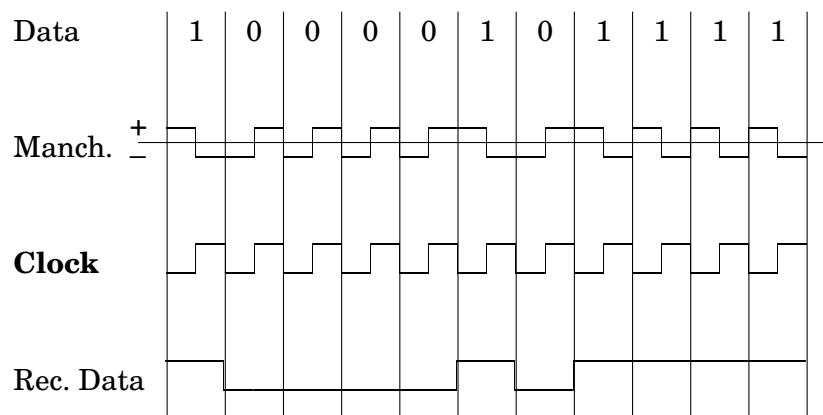 Data 1 0 0 0 0 1 0 1 1 1 1
+
Manch.
−
Clock
Rec. Data